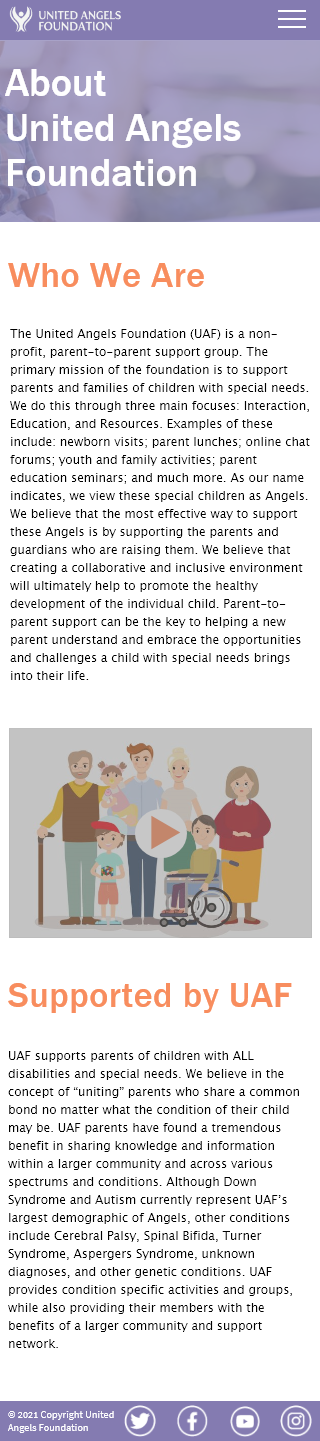 UNITED ANGELS
FOUNDATION
About
United Angels
Foundation
Who We Are
The United Angels Foundation (UAF) is a non-
profit, parent-to-parent support group. The
primary mission of the foundation is to support
parents and families of children with special needs.
We do this through three main focuses: Interaction,
Education, and Resources. Examples of these
include: newborn visits; parent lunches; online chat
forums; youth and family activities; parent
education seminars; and much more. As our name
indicates, we view these special children as Angels.
We believe that the most effective way to support
these Angels is by supporting the parents and
guardians who are raising them. We believe that
creating a collaborative and inclusive environment
will ultimately help to promote the healthy
development of the individual child. Parent-to-
parent support can be the key to helping a new
parent understand and embrace the opportunities
and challenges a child with special needs brings
into their life.
Supported by UAF
UAF supports parents of children with ALL
disabilities and special needs. We believe in the
concept of “uniting” parents who share a common
bond no matter what the condition of their child
may be. UAF parents have found a tremendous
benefit in sharing knowledge and information
within a larger community and across various
spectrums and conditions. Although Down
Syndrome and Autism currently represent UAF’s
largest demographic of Angels, other conditions
include Cerebral Palsy, Spinal Bifida, Turner
Syndrome, Aspergers Syndrome, unknown
diagnoses, and other genetic conditions. UAF
provides condition specific activities and groups,
while also providing their members with the
benefits of a larger community and support
network.
© 2021 Copyright United
Angels Foundation